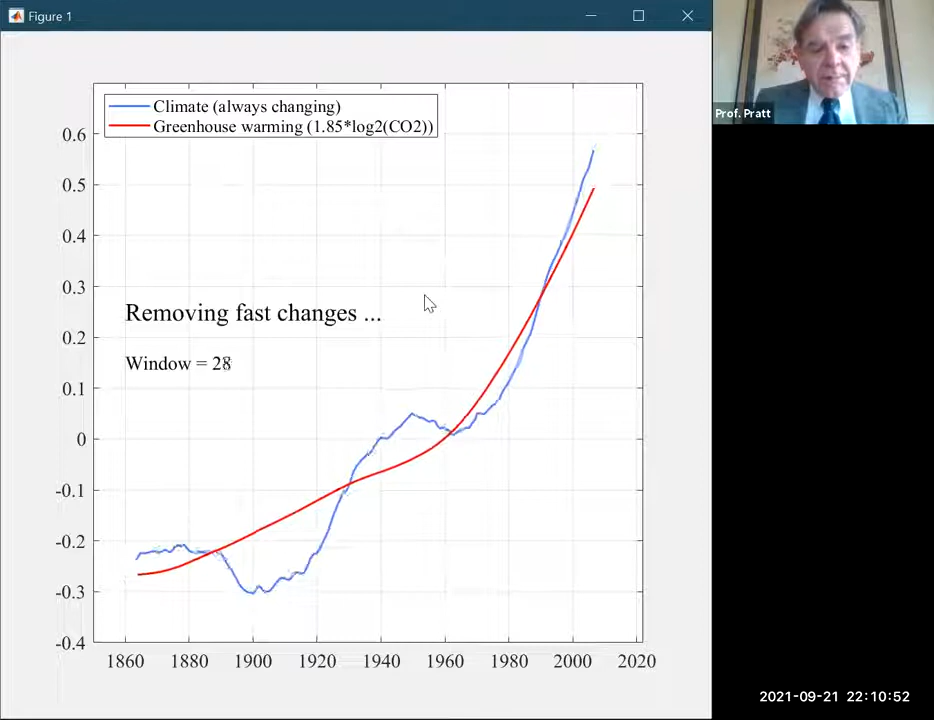 Figure 1
Climate (always changing)
Greenhouse warming (1.85*log2(CO2))
Prof. Pratt
0.6
0.5
0.4
0.3
Removing fast changes ...
0.2
Window = 28
0.1
0
-0.1
-0.2
-0.3
-0.4
1860 1880 1900 1920 1940 1960 1980 2000 2020
2021-09-21 22:10:52